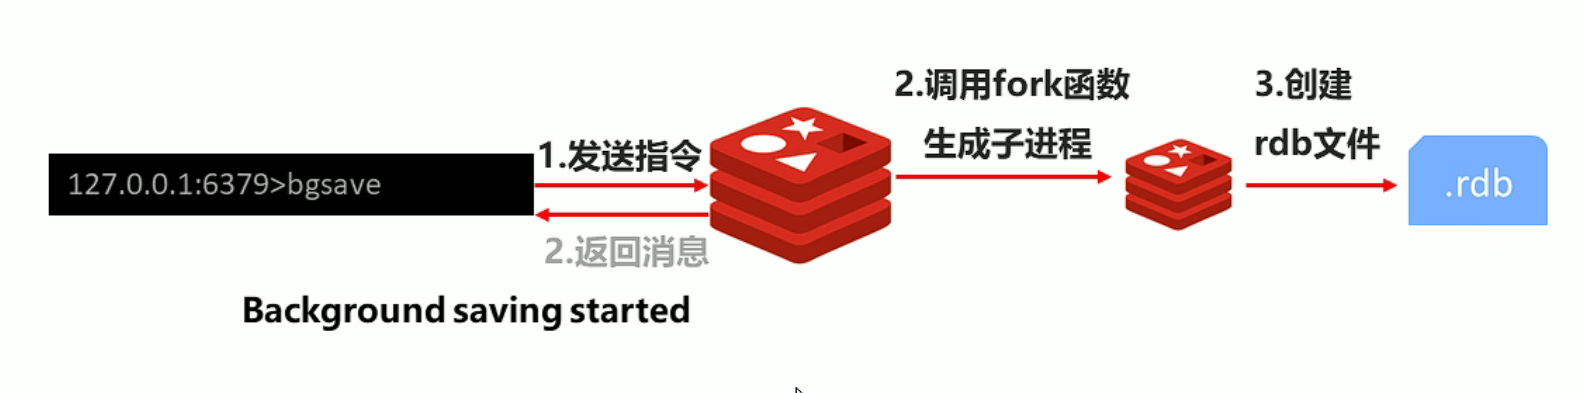 127.0.0.1:6379>bgsave
1.发送指令
2.返回消息
Background saving started
2.调用fork函数
生成子进程
3.创建
rdb文件
.rdb